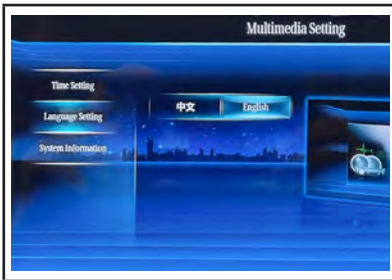 Multimedia Setting
Time Setting
中文 English
Language Setting
System Information